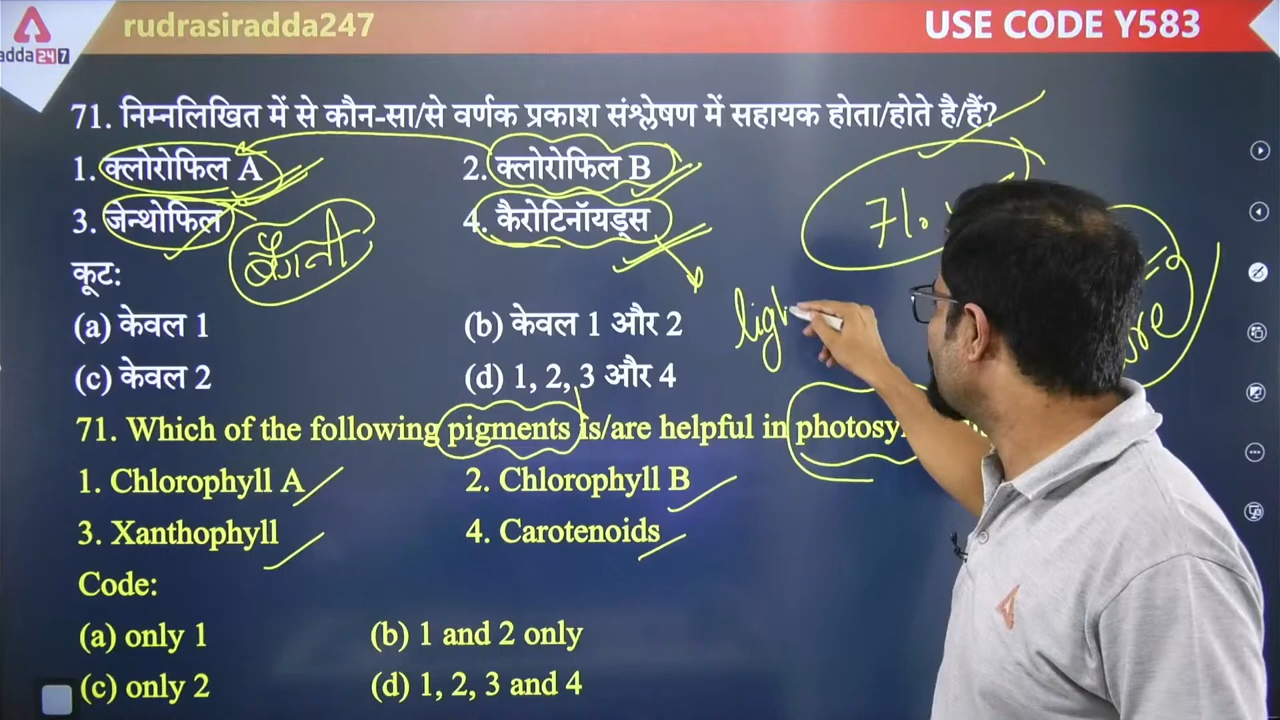 adda247
rudrasiradda247
USE CODE Y583
71. निम्नलिखित में से कौन-सा/से वर्णक प्रकाश संश्लेषण में सहायक होता/होते है/हैं?
1. क्लोरोफिल A 2. क्लोरोफिल B
3. जेन्थोफिल 4. कैरोटिनॉयड्स
बैंगनी
7%
कूट:
ligh
(a) केवल 1 (b) केवल 1 और 2
(c) केवल 2 (d) 1, 2, 3 और 4
71. Which of the following pigments is/are helpful in
1. Chlorophyll A 2. Chlorophyll B
3. Xanthophyll 4. Carotenoids
Code:
(a) only 1 (b) 1 and 2 only
(c) only 2 (d) 1, 2, 3 and 4